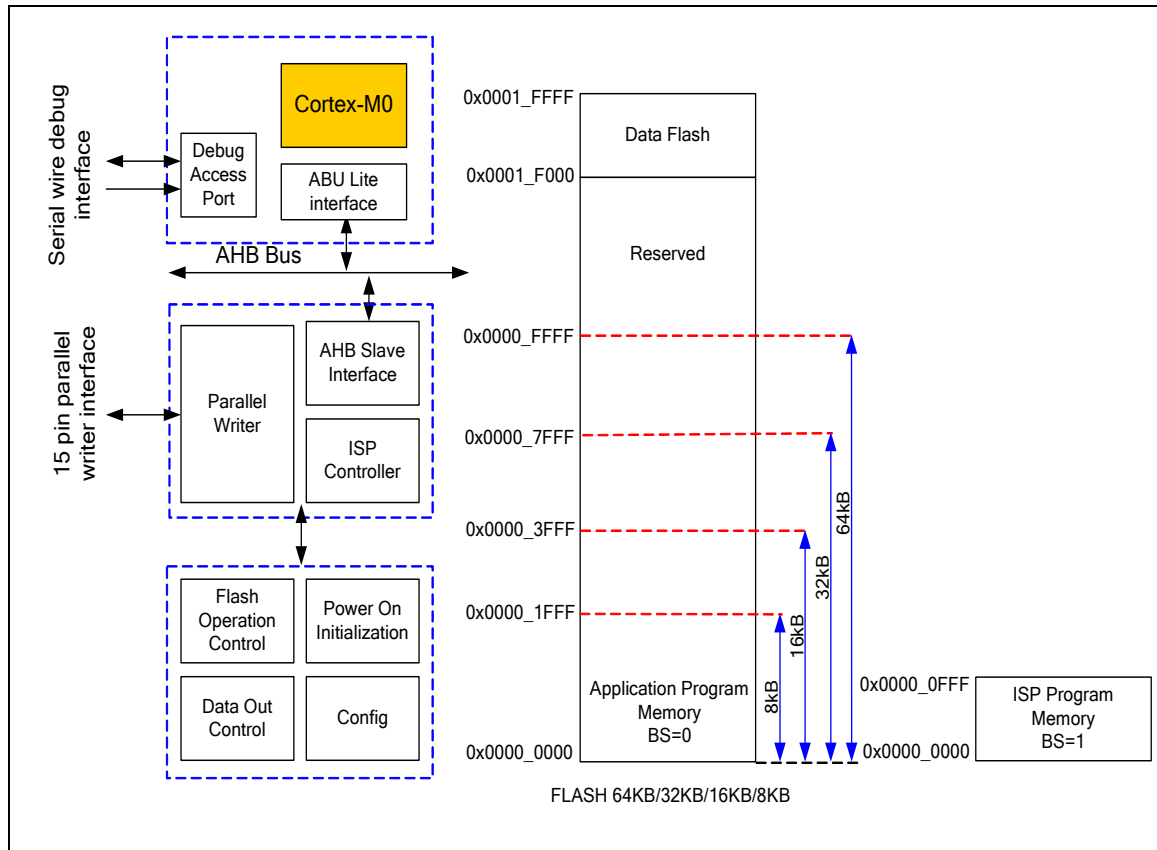 Serial wire debug
interface
Cortex-M0
Debug
Access
Port
ABU Lite
interface
AHB Bus
15 pin parallel
writer interface
Parallel
Writer
AHB Slave
Interface
ISP
Controller
Flash
Operation
Control
Power On
Initialization
Data Out
Control
Config
0x0001_FFFF
Data Flash
0x0001_F000
Reserved
0x0000_FFFF
0x0000_7FFF
0x0000_3FFF
0x0000_1FFF
0x0000_0000
Application Program
Memory
BS=0
8kB
16kB
32kB
64kB
0x0000_0FFF
0x0000_0000
ISP Program
Memory
BS=1
FLASH 64KB/32KB/16KB/8KB